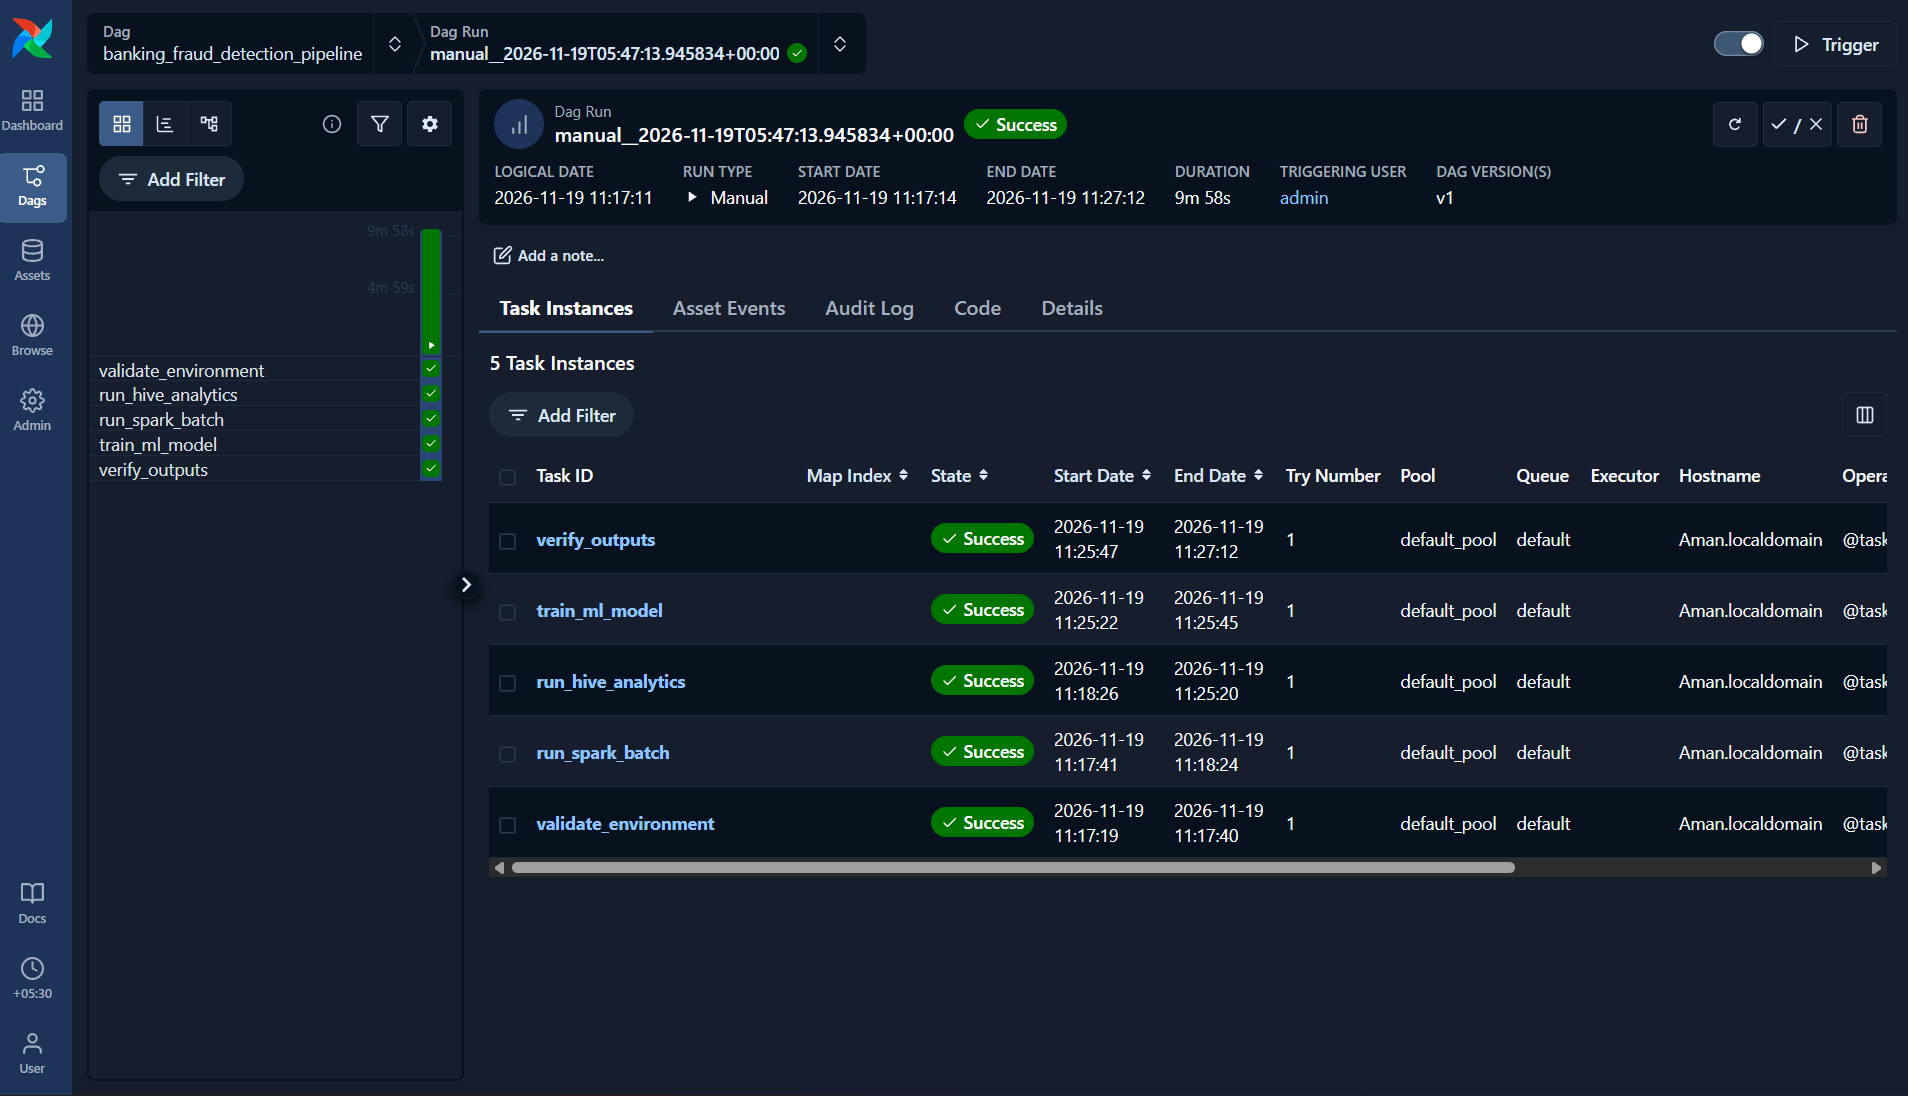 Dag
banking_fraud_detection_pipeline
Dag Run
manual__2026-11-19T05:47:13.945834+00:00
Trigger
Dashboard
Dags
Assets
Browse
Admin
Docs
+05:30
User
Add Filter
9m 58s
4m 59s
validate_environment
run_hive_analytics
run_spark_batch
train_ml_model
verify_outputs
Dag Run
manual__2026-11-19T05:47:13.945834+00:00 Success
LOGICAL DATE RUN TYPE START DATE END DATE DURATION TRIGGERING USER DAG VERSION(S)
2026-11-19 11:17:11 Manual 2026-11-19 11:17:14 2026-11-19 11:27:12 9m 58s admin v1
Add a note...
Task Instances Asset Events Audit Log Code Details
5 Task Instances
Add Filter
Task ID Map Index State Start Date End Date Try Number Pool Queue Executor Hostname Opera
verify_outputs Success 2026-11-19 11:25:47 2026-11-19 11:27:12 1 default_pool default Aman.localdomain @task
train_ml_model Success 2026-11-19 11:25:22 2026-11-19 11:25:45 1 default_pool default Aman.localdomain @task
run_hive_analytics Success 2026-11-19 11:18:26 2026-11-19 11:25:20 1 default_pool default Aman.localdomain @task
run_spark_batch Success 2026-11-19 11:17:41 2026-11-19 11:18:24 1 default_pool default Aman.localdomain @task
validate_environment Success 2026-11-19 11:17:19 2026-11-19 11:17:40 1 default_pool default Aman.localdomain @task